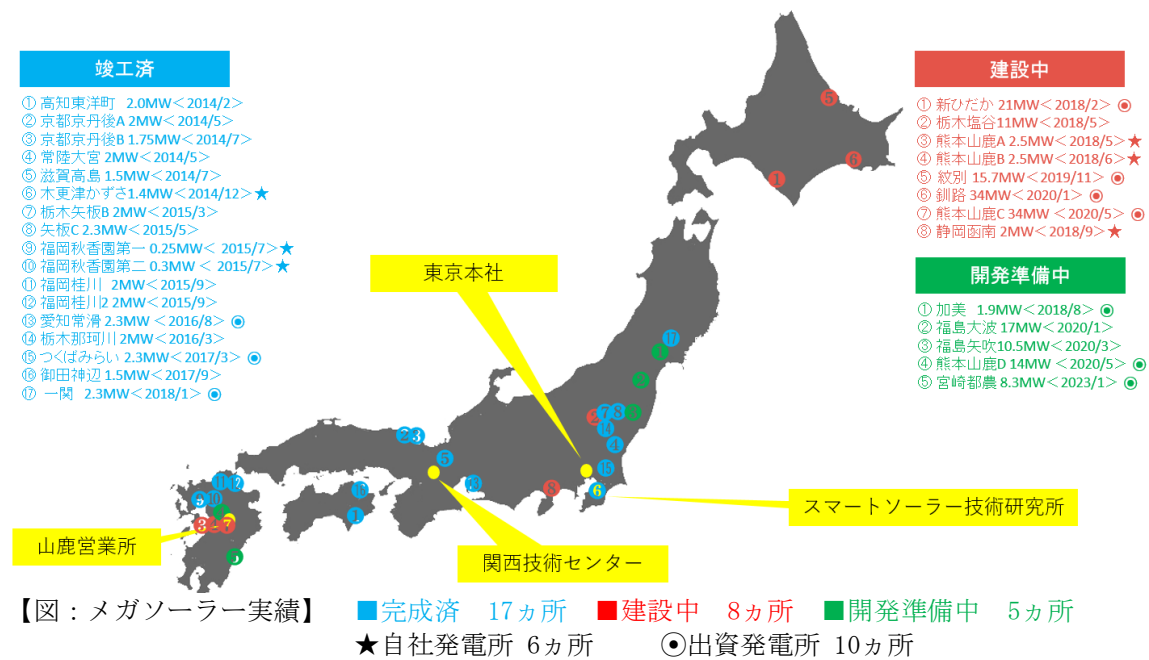 竣工済
① 高知東洋町 2.0MW＜2014/2＞
② 京都京丹後A 2MW＜2014/5＞
③ 京都京丹後B 1.75MW＜2014/7＞
④ 常陸大宮 2MW＜2014/5＞
⑤ 滋賀高島 1.5MW＜2014/7＞
⑥ 木更津かずさ1.4MW＜2014/12＞★
⑦ 栃木矢板B 2MW＜2015/3＞
⑧ 矢板C 2.3MW＜2015/5＞
⑨ 福岡秋香園第一 0.25MW＜ 2015/7＞★
⑩ 福岡秋香園第二 0.3MW ＜ 2015/7＞★
⑪ 福岡桂川 2MW＜2015/9＞
⑫ 福岡桂川2 2MW＜2015/9＞
⑬ 愛知常滑 2.3MW ＜2016/8＞ ◉
⑭ 栃木那珂川 2MW＜2016/3＞
⑮ つくばみらい 2.3MW＜2017/3＞ ◉
⑯ 御田神辺 1.5MW＜2017/9＞
⑰ 一関 2.3MW＜2018/1＞ ◉
建設中
① 新ひだか 21MW＜2018/2＞ ◉
② 栃木塩谷11MW＜2018/5＞
③ 熊本山鹿A 2.5MW＜2018/5＞★
④ 熊本山鹿B 2.5MW＜2018/6＞★
⑤ 紋別 15.7MW＜2019/11＞ ◉
⑥ 釧路 34MW＜2020/1＞ ◉
⑦ 熊本山鹿C 34MW ＜2020/5＞ ◉
⑧ 静岡函南 2MW＜2018/9＞★
開発準備中
① 加美 1.9MW＜2018/8＞ ◉
② 福島大波 17MW＜2020/1＞
③ 福島矢吹10.5MW＜2020/3＞
④ 熊本山鹿D 14MW ＜2020/5＞ ◉
⑤ 宮崎都農 8.3MW＜2023/1＞ ◉
東京本社
スマートソーラー技術研究所
関西技術センター
山鹿営業所
【図：メガソーラー実績】 ■完成済 17ヵ所 ■建設中 8ヵ所 ■開発準備中 5ヵ所
★自社発電所 6ヵ所 ◉出資発電所 10ヵ所